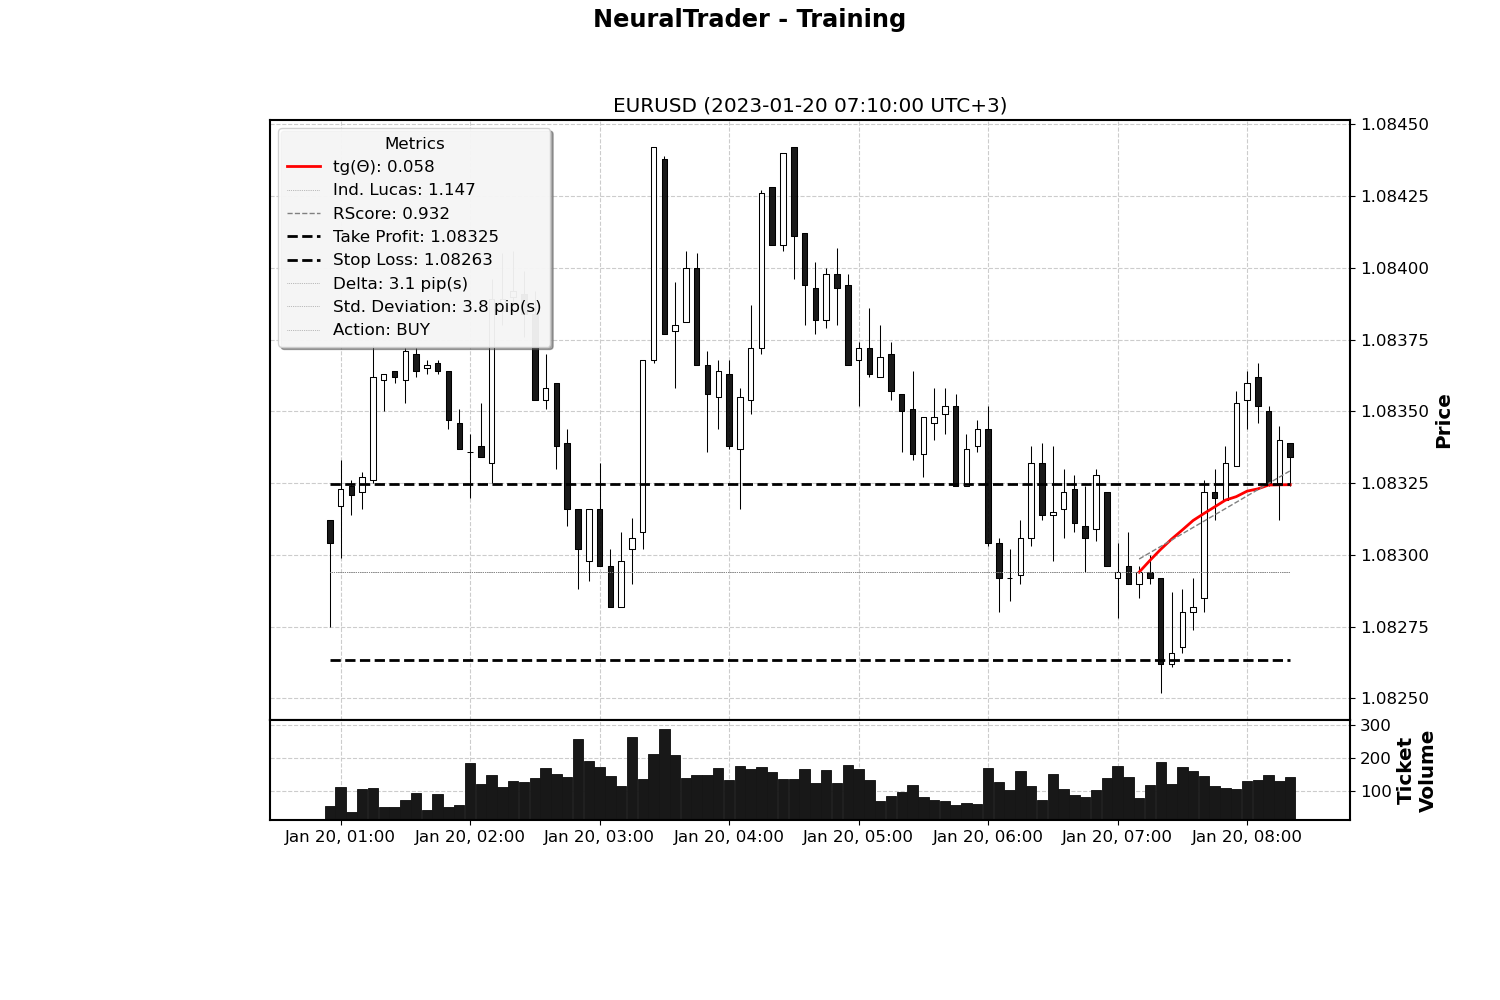 NeuralTrader - Training
EURUSD (2023-01-20 07:10:00 UTC+3)
Metrics
tg(Θ): 0.058
Ind. Lucas: 1.147
RScore: 0.932
Take Profit: 1.08325
Stop Loss: 1.08263
Delta: 3.1 pip(s)
Std. Deviation: 3.8 pip(s)
Action: BUY
1.08450
1.08425
1.08400
1.08375
1.08350
1.08325
1.08300
1.08275
1.08250
Price
300
200
100
Ticket
Volume
Jan 20, 01:00
Jan 20, 02:00
Jan 20, 03:00
Jan 20, 04:00
Jan 20, 05:00
Jan 20, 06:00
Jan 20, 07:00
Jan 20, 08:00